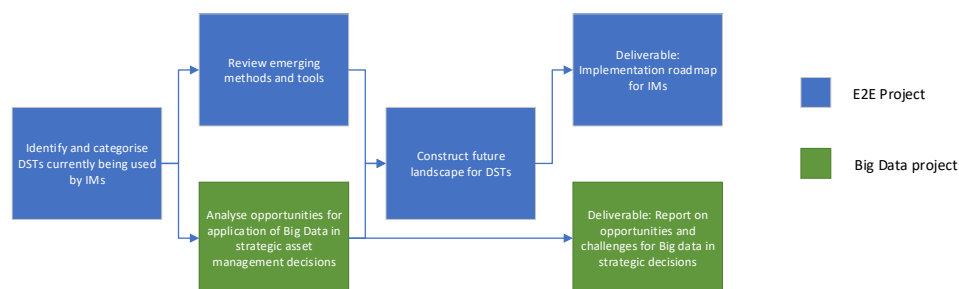 Identify and categorise
DSTs currently being used
by IMs
Review emerging
methods and tools
Analyse opportunities for
application of Big Data in
strategic asset
management decisions
Construct future
landscape for DSTs
Deliverable:
Implementation roadmap
for IMs
Deliverable: Report on
opportunities and
challenges for Big data in
strategic decisions
E2E Project
Big Data project